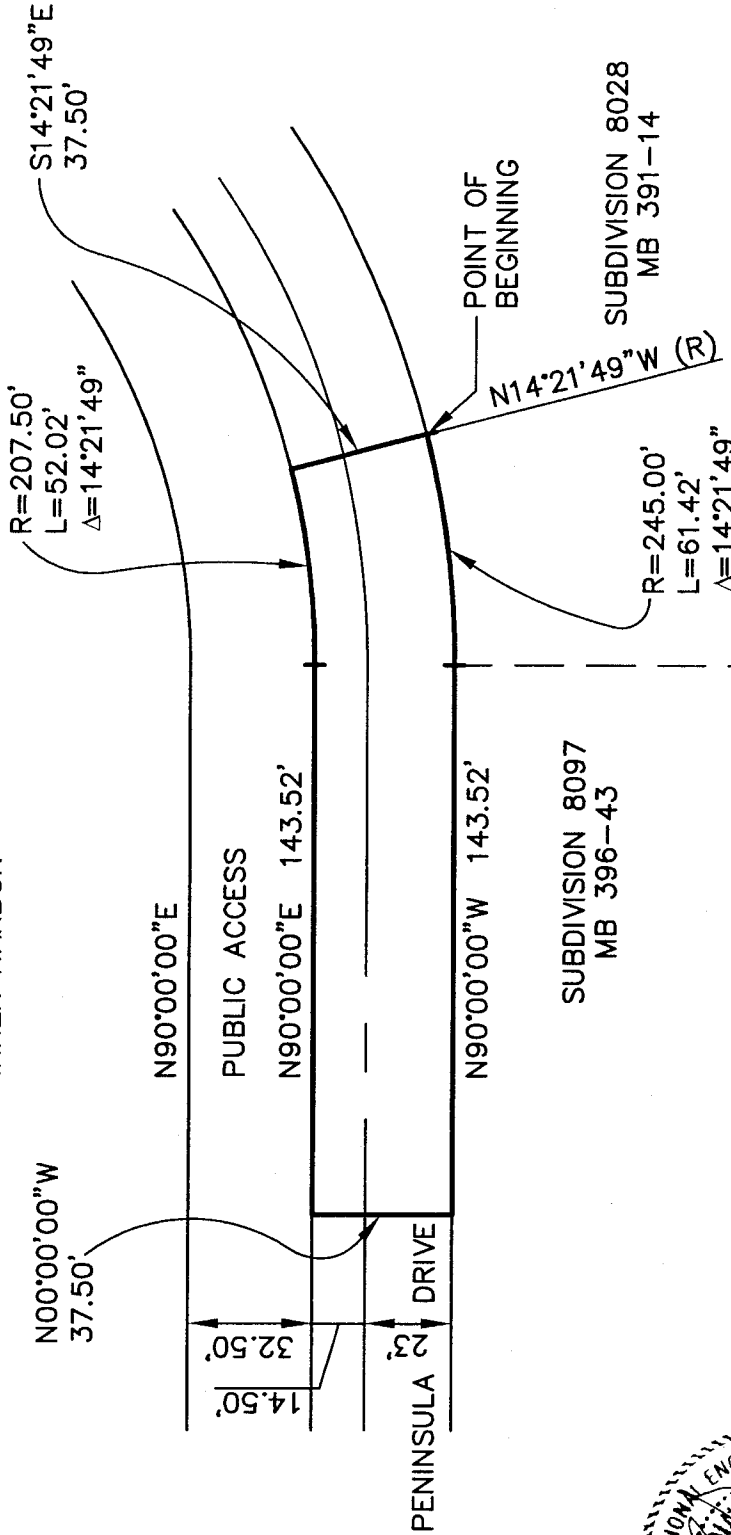 S14°21'49"E
37.50'
R=207.50'
L=52.02'
Δ=14°21'49"
POINT OF
BEGINNING
SUBDIVISION 8028
MB 391-14
N14°21'49"W (R)
R=245.00'
L=61.42'
Δ=14°21'49"
N90°00'00"E
PUBLIC ACCESS
N90°00'00"E 143.52'
N90°00'00"W 143.52'
SUBDIVISION 8097
MB 396-43
N00°00'00"W
37.50'
32.50'
14.50'
23'
PENINSULA DRIVE